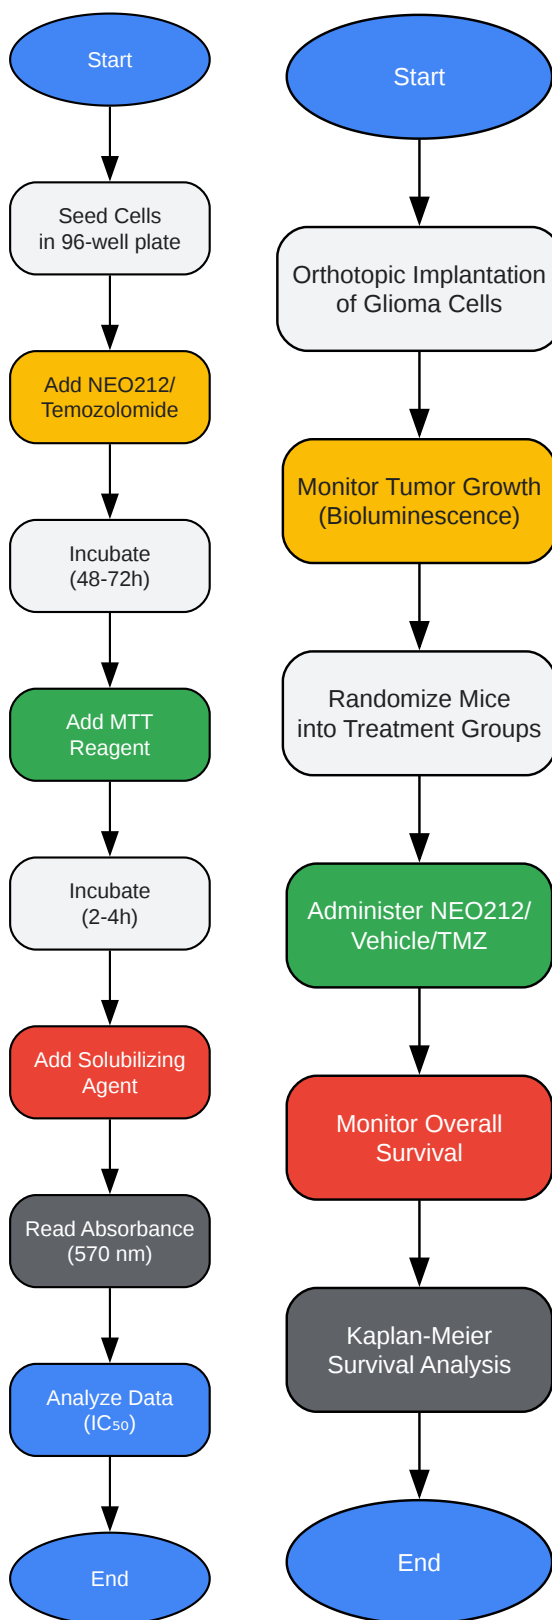 Start
Seed Cells
in 96-well plate
Add NEO212/
Temozolomide
Incubate
(48-72h)
Add MTT
Reagent
Incubate
(2-4h)
Add Solubilizing
Agent
Read Absorbance
(570 nm)
Analyze Data
(IC₅₀)
End
Start
Orthotopic Implantation
of Glioma Cells
Monitor Tumor Growth
(Bioluminescence)
Randomize Mice
into Treatment Groups
Administer NEO212/
Vehicle/TMZ
Monitor Overall
Survival
Kaplan-Meier
Survival Analysis
End